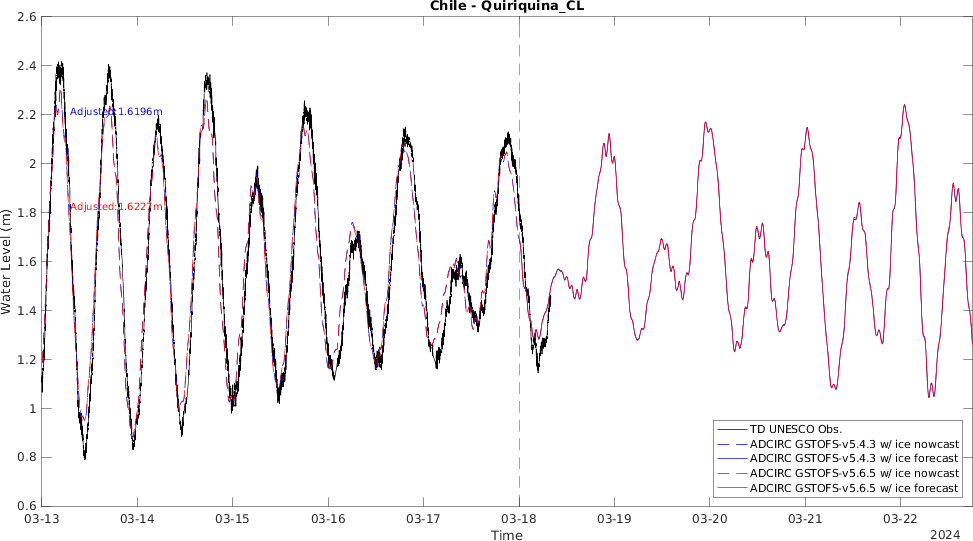 Chile - Quiriquina_CL
2.6
2.4
2.2
2
1.8
1.6
1.4
1.2
1
0.8
0.6
Water Level (m)
Adjusted:1.6196m
Adjusted:1.6227m
TD UNESCO Obs.
ADCIRC GSTOFS-v5.4.3 w/ ice nowcast
ADCIRC GSTOFS-v5.4.3 w/ ice forecast
ADCIRC GSTOFS-v5.6.5 w/ ice nowcast
ADCIRC GSTOFS-v5.6.5 w/ ice forecast
03-13 03-14 03-15 03-16 03-17 03-18 03-19 03-20 03-21 03-22
Time
2024